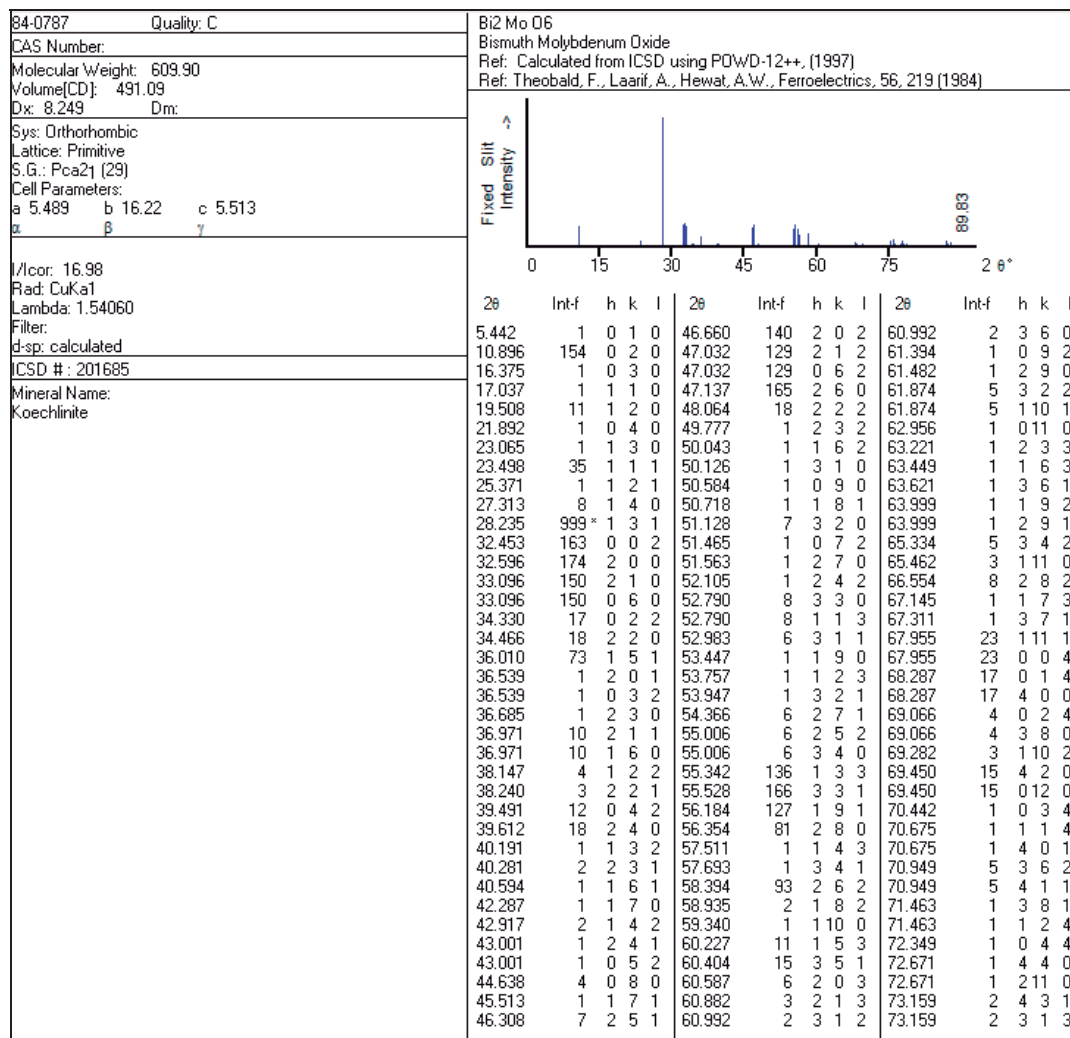 84-0787 Quality: C
CAS Number:
Molecular Weight: 609.90
Volume[CD]: 491.09
Dx: 8.249 Dm:
Sys: Orthorhombic
Lattice: Primitive
S.G.: Pca21 (29)
Cell Parameters:
a 5.489 b 16.22 c 5.513
α β γ
I/Icor: 16.98
Rad: CuKa1
Lambda: 1.54060
Filter:
d-sp: calculated
ICSD # : 201685
Mineral Name:
Koechlinite
Bi2 Mo O6
Bismuth Molybdenum Oxide
Ref: Calculated from ICSD using POWD-12++, (1997)
Ref: Theobald, F., Laarif, A., Hewat, A.W., Ferroelectrics, 56, 219 (1984)
Fixed Slit
Intensity ->
89.83
0 15 30 45 60 75 2 θ°
2θ Int-f h k l 2θ Int-f h k l 2θ Int-f h k l
5.442 1 0 1 0 46.660 140 2 0 2 60.992 2 3 6 0
10.896 154 0 2 0 47.032 129 2 1 2 61.394 1 0 9 2
16.375 1 0 3 0 47.032 129 0 6 2 61.482 1 2 9 0
17.037 1 1 1 0 47.137 165 2 6 0 61.874 5 3 2 2
19.508 11 1 2 0 48.064 18 2 2 2 61.874 5 1 10 1
21.892 1 0 4 0 49.777 1 2 3 2 62.956 1 0 11 0
23.065 1 1 3 0 50.043 1 1 6 2 63.221 1 2 3 3
23.498 35 1 1 1 50.126 1 3 1 0 63.449 1 1 6 3
25.371 1 1 2 1 50.584 1 0 9 0 63.621 1 3 6 1
27.313 8 1 4 0 50.718 1 1 8 1 63.999 1 1 9 2
28.235 999 * 1 3 1 51.128 7 3 2 0 63.999 1 2 9 1
32.453 163 0 0 2 51.465 1 0 7 2 65.334 5 3 4 2
32.596 174 2 0 0 51.563 1 2 7 0 65.462 3 1 11 0
33.096 150 2 1 0 52.105 1 2 4 2 66.554 8 2 8 2
33.096 150 0 6 0 52.790 8 3 3 0 67.145 1 1 7 3
34.330 17 0 2 2 52.790 8 1 1 3 67.311 1 3 7 1
34.466 18 2 2 0 52.983 6 3 1 1 67.955 23 1 11 1
36.010 73 1 5 1 53.447 1 1 9 0 67.955 23 0 0 4
36.539 1 2 0 1 53.757 1 1 2 3 68.287 17 0 1 4
36.539 1 0 3 2 53.947 1 3 2 1 68.287 17 4 0 0
36.685 1 2 3 0 54.366 6 2 7 1 69.066 4 0 2 4
36.971 10 2 1 1 55.006 6 2 5 2 69.066 4 3 8 0
36.971 10 1 6 0 55.006 6 3 4 0 69.282 3 1 10 2
38.147 4 1 2 2 55.342 136 1 3 3 69.450 15 4 2 0
38.240 3 2 2 1 55.528 166 3 3 1 69.450 15 0 12 0
39.491 12 0 4 2 56.184 127 1 9 1 70.442 1 0 3 4
39.612 18 2 4 0 56.354 81 2 8 0 70.675 1 1 1 4
40.191 1 1 3 2 57.511 1 1 4 3 70.675 1 4 0 1
40.281 2 2 3 1 57.693 1 3 4 1 70.949 5 3 6 2
40.594 1 1 6 1 58.394 93 2 6 2 70.949 5 4 1 1
42.287 1 1 7 0 58.935 2 1 8 2 71.463 1 3 8 1
42.917 2 1 4 2 59.340 1 1 10 0 71.463 1 1 2 4
43.001 1 2 4 1 60.227 11 1 5 3 72.349 1 0 4 4
43.001 1 0 5 2 60.404 15 3 5 1 72.671 1 4 4 0
44.638 4 0 8 0 60.587 6 2 0 3 72.671 1 2 11 0
45.513 1 1 7 1 60.882 3 2 1 3 73.159 2 4 3 1
46.308 7 2 5 1 60.992 2 3 1 2 73.159 2 3 1 3